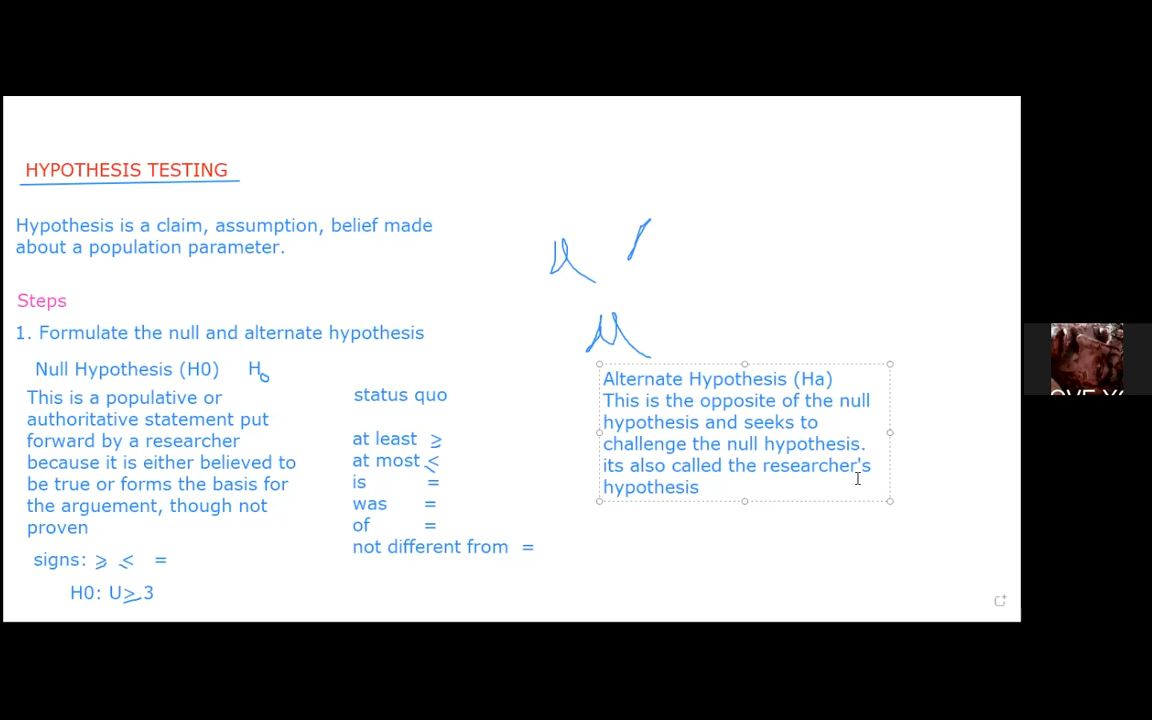 HYPOTHESIS TESTING
Hypothesis is a claim, assumption, belief made
about a population parameter.
Steps
1. Formulate the null and alternate hypothesis
Null Hypothesis (H0) H0
This is a populative or
authoritative statement put
forward by a researcher
because it is either believed to
be true or forms the basis for
the arguement, though not
proven
signs: ≥ ≤ =
H0: U≥ 3
status quo
at least ≥
at most ≤
is =
was =
of =
not different from =
Alternate Hypothesis (Ha)
This is the opposite of the null
hypothesis and seeks to
challenge the null hypothesis.
its also called the researcher's
hypothesis